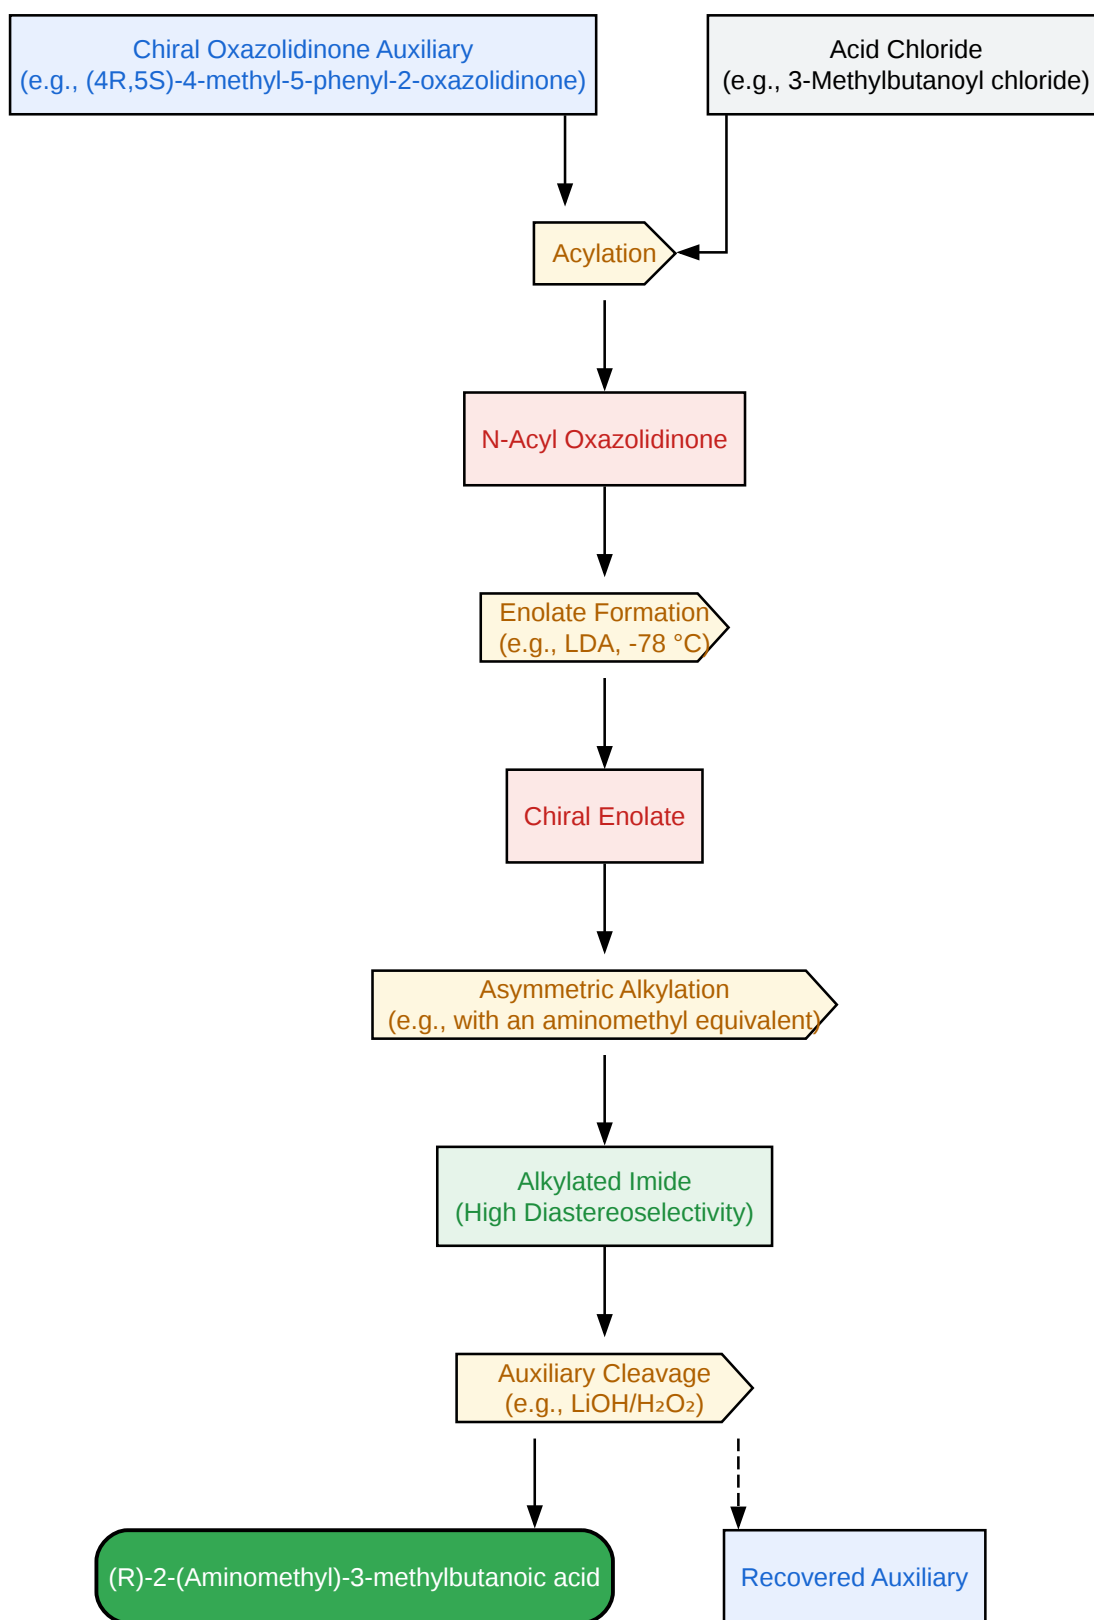 Chiral Oxazolidinone Auxiliary
(e.g., (4R,5S)-4-methyl-5-phenyl-2-oxazolidinone)
Acid Chloride
(e.g., 3-Methylbutanoyl chloride)
Acylation
N-Acyl Oxazolidinone
Enolate Formation
(e.g., LDA, -78 °C)
Chiral Enolate
Asymmetric Alkylation
(e.g., with an aminomethyl equivalent)
Alkylated Imide
(High Diastereoselectivity)
Auxiliary Cleavage
(e.g., LiOH/H₂O₂)
(R)-2-(Aminomethyl)-3-methylbutanoic acid
Recovered Auxiliary